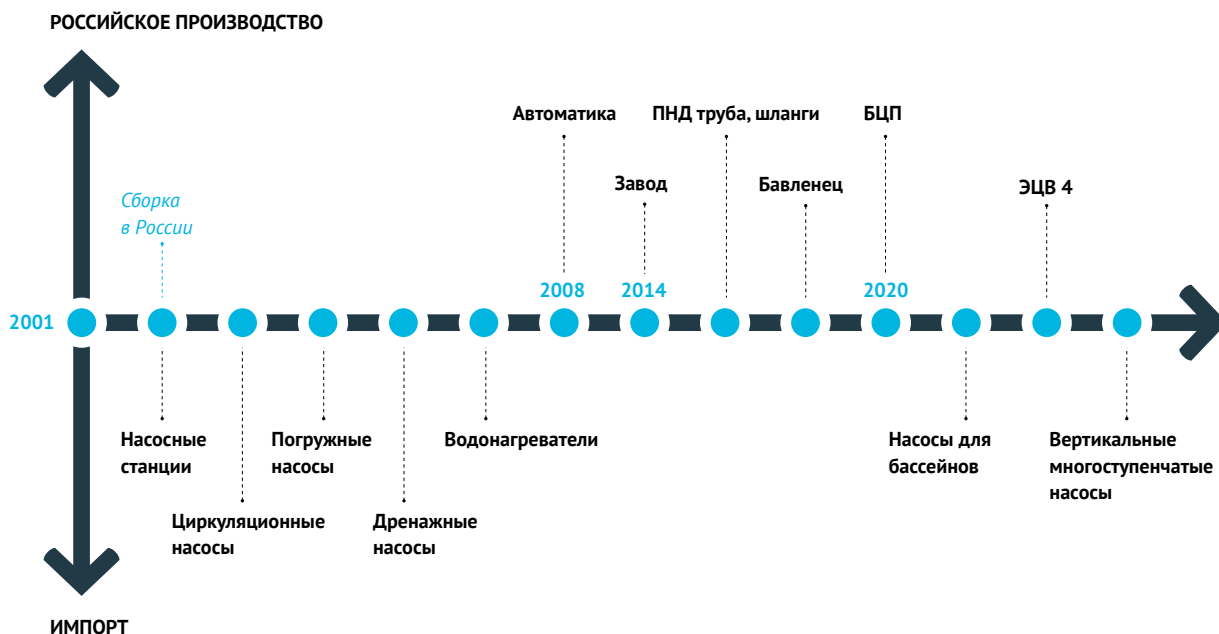 РОССИЙСКОЕ ПРОИЗВОДСТВО
Автоматика
ПНД труба, шланги
БЦП
Завод
Бавленец
ЭЦВ 4
Сборка
в России
2008
2014
2020
2001
Насосные
станции
Погружные
насосы
Водонагреватели
Насосы для
бассейнов
Вертикальные
многоступенчатые
насосы
Циркуляционные
насосы
Дренажные
насосы
ИМПОРТ